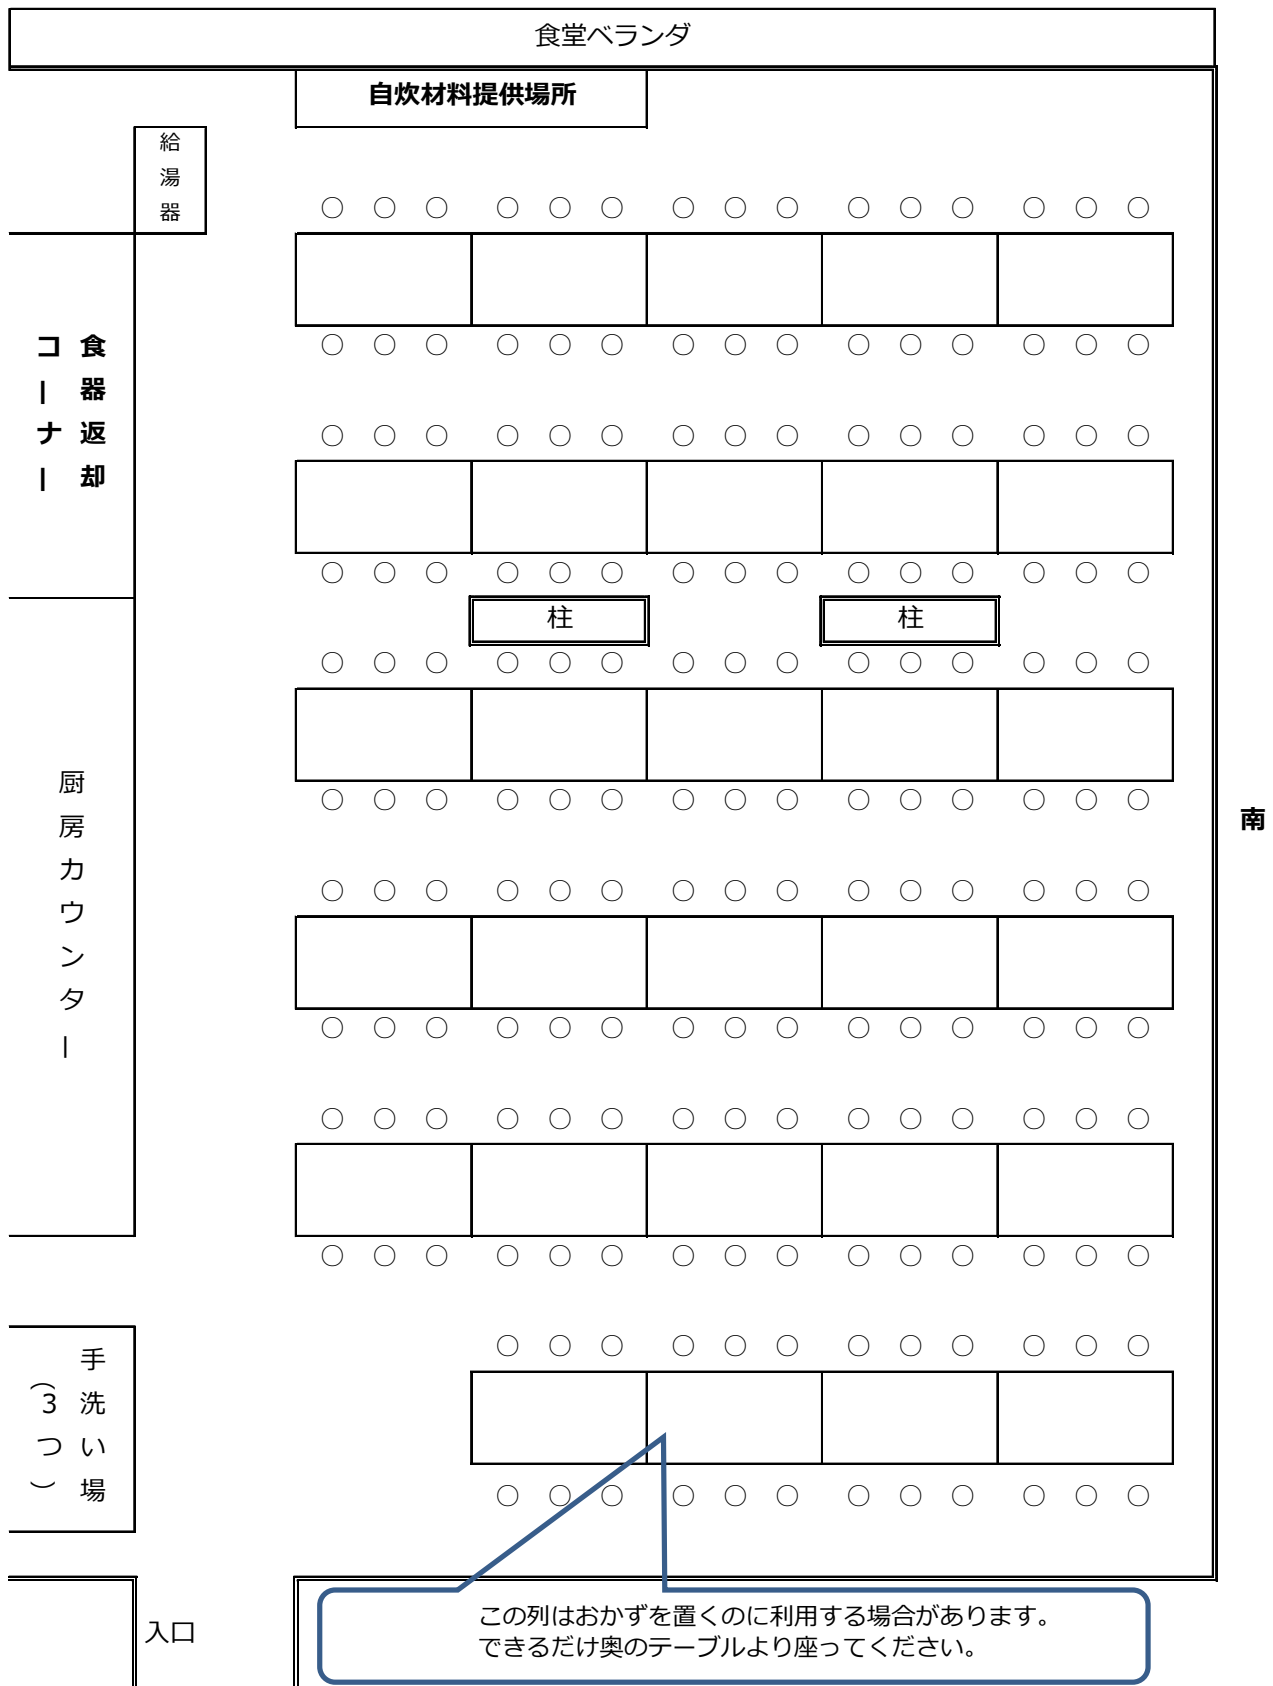 食堂ベランダ
自炊材料提供場所
給湯器
食器返却
コーナー
柱
柱
厨房カウンター
南
手洗い場
(3つ)
入口
この列はおかずを置くのに利用する場合があります。
できるだけ奥のテーブルより座ってください。